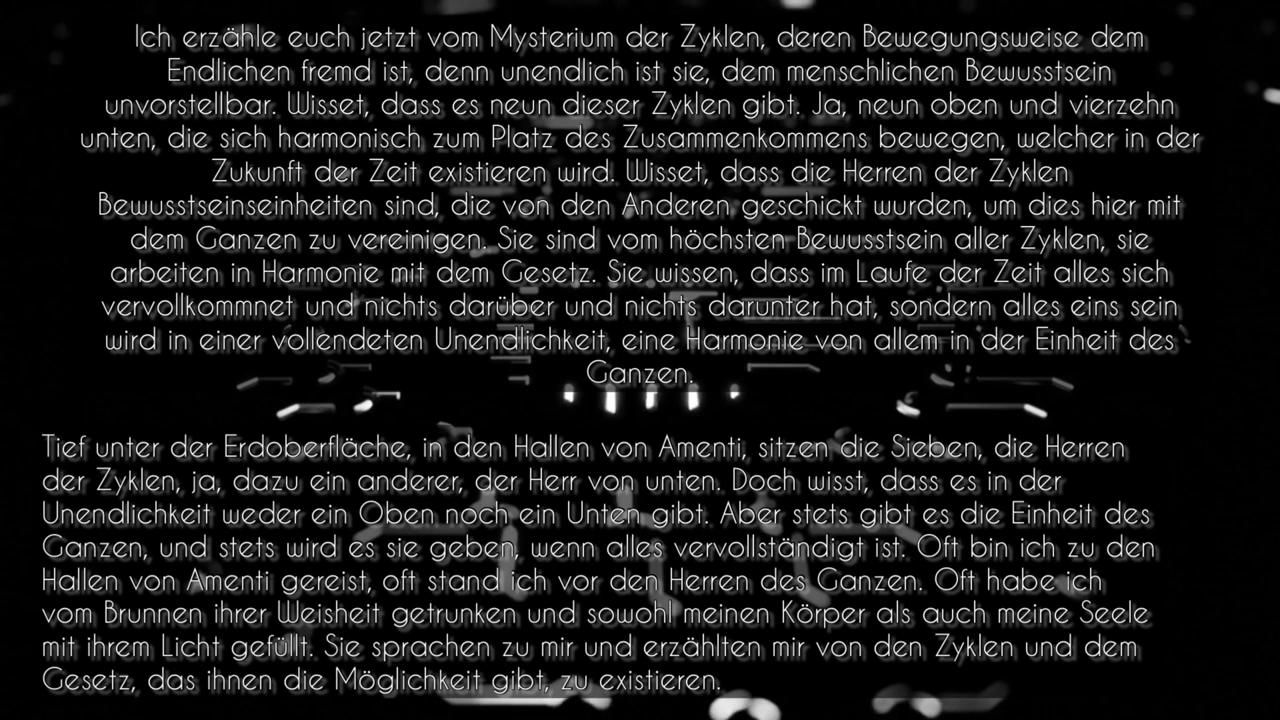 Ich erzähle euch jetzt vom Mysterium der Zyklen, deren Bewegungsweise dem
Endlichen fremd ist, denn unendlich ist sie, dem menschlichen Bewusstsein
unvorstellbar. Wisset, dass es neun dieser Zyklen gibt. Ja, neun oben und vierzehn
unten, die sich harmonisch zum Platz des Zusammenkommens bewegen, welcher in der
Zukunft der Zeit existieren wird. Wisset, dass die Herren der Zyklen
Bewusstseinseinheiten sind, die von den Anderen geschickt wurden, um dies hier mit
dem Ganzen zu vereinigen. Sie sind vom höchsten Bewusstsein aller Zyklen, sie
arbeiten in Harmonie mit dem Gesetz. Sie wissen, dass im Laufe der Zeit alles sich
vervollkommnet und nichts darüber und nichts darunter hat, sondern alles eins sein
wird in einer vollendeten Unendlichkeit, eine Harmonie von allem in der Einheit des
Ganzen.
Tief unter der Erdoberfläche, in den Hallen von Amenti, sitzen die Sieben, die Herren
der Zyklen, ja, dazu ein anderer, der Herr von unten. Doch wisst, dass es in der
Unendlichkeit weder ein Oben noch ein Unten gibt. Aber stets gibt es die Einheit des
Ganzen, und stets wird es sie geben, wenn alles vervollständigt ist. Oft bin ich zu den
Hallen von Amenti gereist, oft stand ich vor den Herren des Ganzen. Oft habe ich
vom Brunnen ihrer Weisheit getrunken und sowohl meinen Körper als auch meine Seele
mit ihrem Licht gefüllt. Sie sprachen zu mir und erzählten mir von den Zyklen und dem
Gesetz, das ihnen die Möglichkeit gibt, zu existieren.